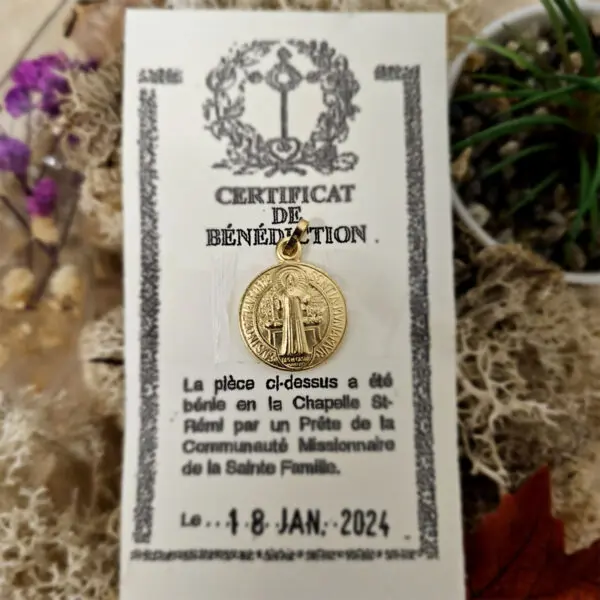 CERTIFICAT
DE
BÉNÉDICTION.
La pièce ci-dessus a été
bénie en la Chapelle St-
Rémi par un Prête de la
Communauté Missionnaire
de la Sainte Famille.
Le..18 JAN. 2024